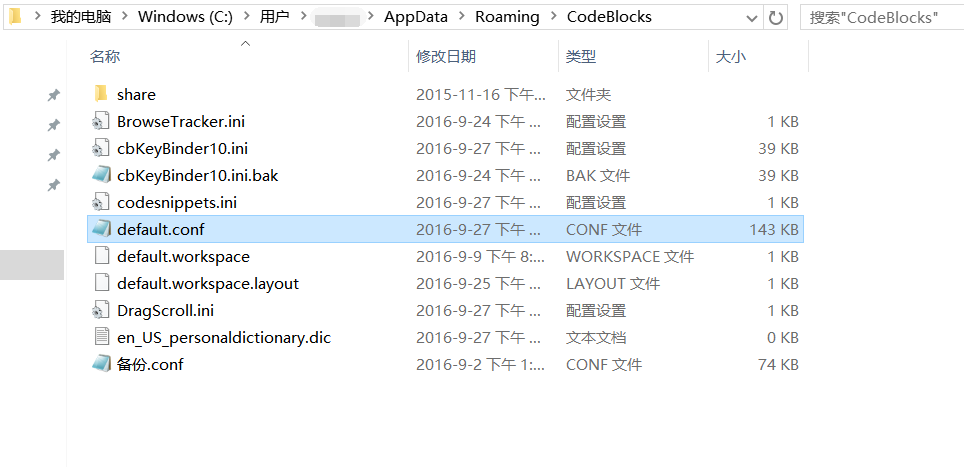 我的电脑 > Windows (C:) > 用户 > > AppData > Roaming > CodeBlocks 搜索"CodeBlocks"
名称 修改日期 类型 大小
share 2015-11-16 下午... 文件夹
BrowseTracker.ini 2016-9-24 下午 ... 配置设置 1 KB
cbKeyBinder10.ini 2016-9-27 下午 ... 配置设置 39 KB
cbKeyBinder10.ini.bak 2016-9-24 下午 ... BAK 文件 39 KB
codesnippets.ini 2016-9-27 下午 ... 配置设置 1 KB
default.conf 2016-9-27 下午 ... CONF 文件 143 KB
default.workspace 2016-9-9 下午 8:... WORKSPACE 文件 1 KB
default.workspace.layout 2016-9-25 下午 ... LAYOUT 文件 1 KB
DragScroll.ini 2016-9-27 下午 ... 配置设置 1 KB
en_US_personaldictionary.dic 2016-9-27 下午 ... 文本文档 0 KB
备份.conf 2016-9-2 下午 1:... CONF 文件 74 KB